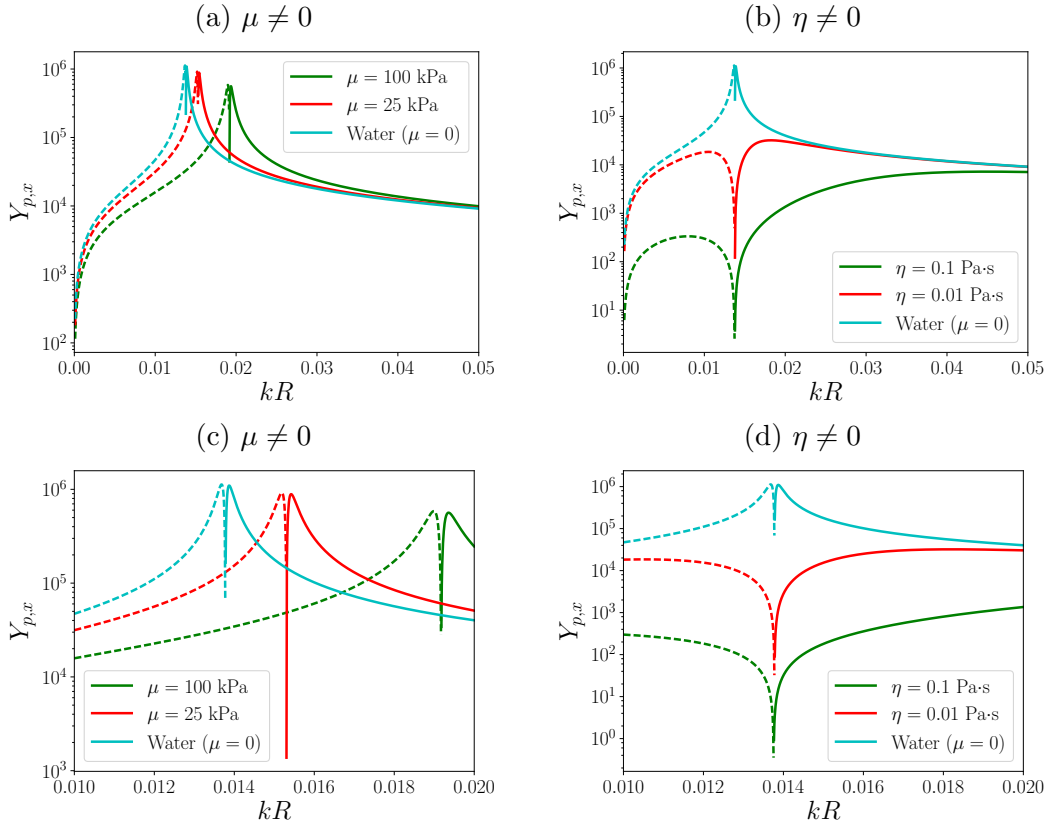 (a) μ ≠ 0
Y_{p,x}
10^6
10^5
10^4
10^3
10^2
μ = 100 kPa
μ = 25 kPa
Water (μ = 0)
0.00 0.01 0.02 0.03 0.04 0.05
kR
(b) η ≠ 0
Y_{p,x}
10^6
10^5
10^4
10^3
10^2
10^1
η = 0.1 Pa·s
η = 0.01 Pa·s
Water (μ = 0)
0.00 0.01 0.02 0.03 0.04 0.05
kR
(c) μ ≠ 0
Y_{p,x}
10^6
10^5
10^4
10^3
μ = 100 kPa
μ = 25 kPa
Water (μ = 0)
0.010 0.012 0.014 0.016 0.018 0.020
kR
(d) η ≠ 0
Y_{p,x}
10^6
10^5
10^4
10^3
10^2
10^1
10^0
η = 0.1 Pa·s
η = 0.01 Pa·s
Water (μ = 0)
0.010 0.012 0.014 0.016 0.018 0.020
kR